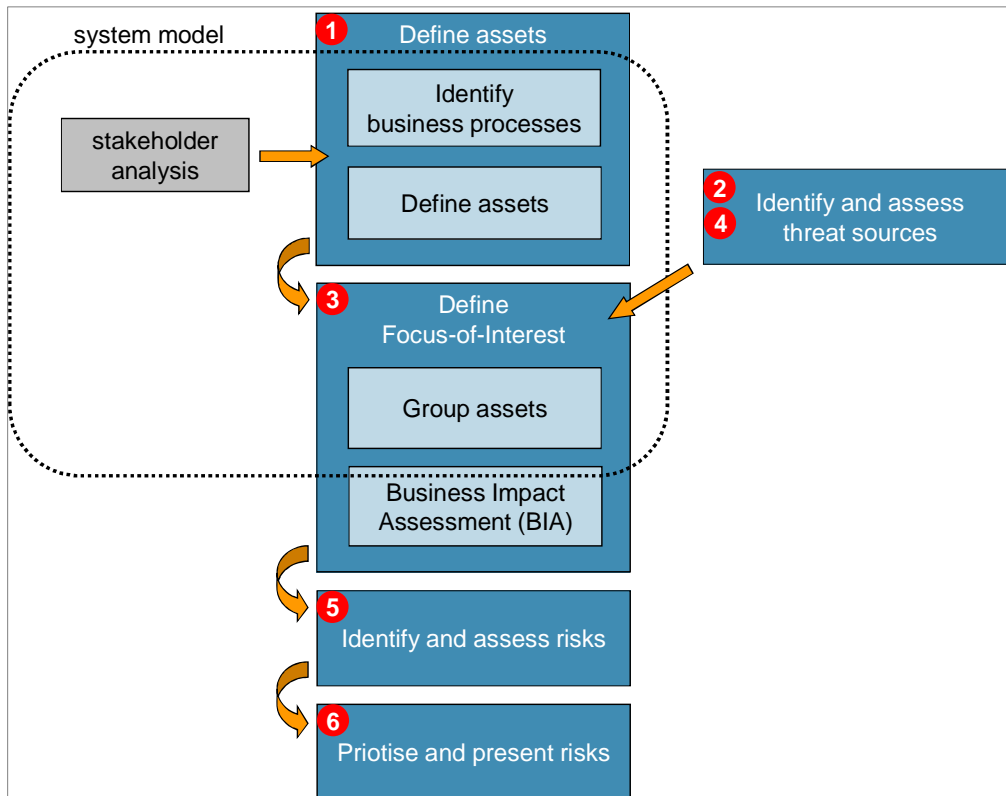 system model
1
Define assets
Identify
business processes
stakeholder
analysis
Define assets
2
4
Identify and assess
threat sources
3
Define
Focus-of-Interest
Group assets
Business Impact
Assessment (BIA)
5
Identify and assess risks
6
Priotise and present risks